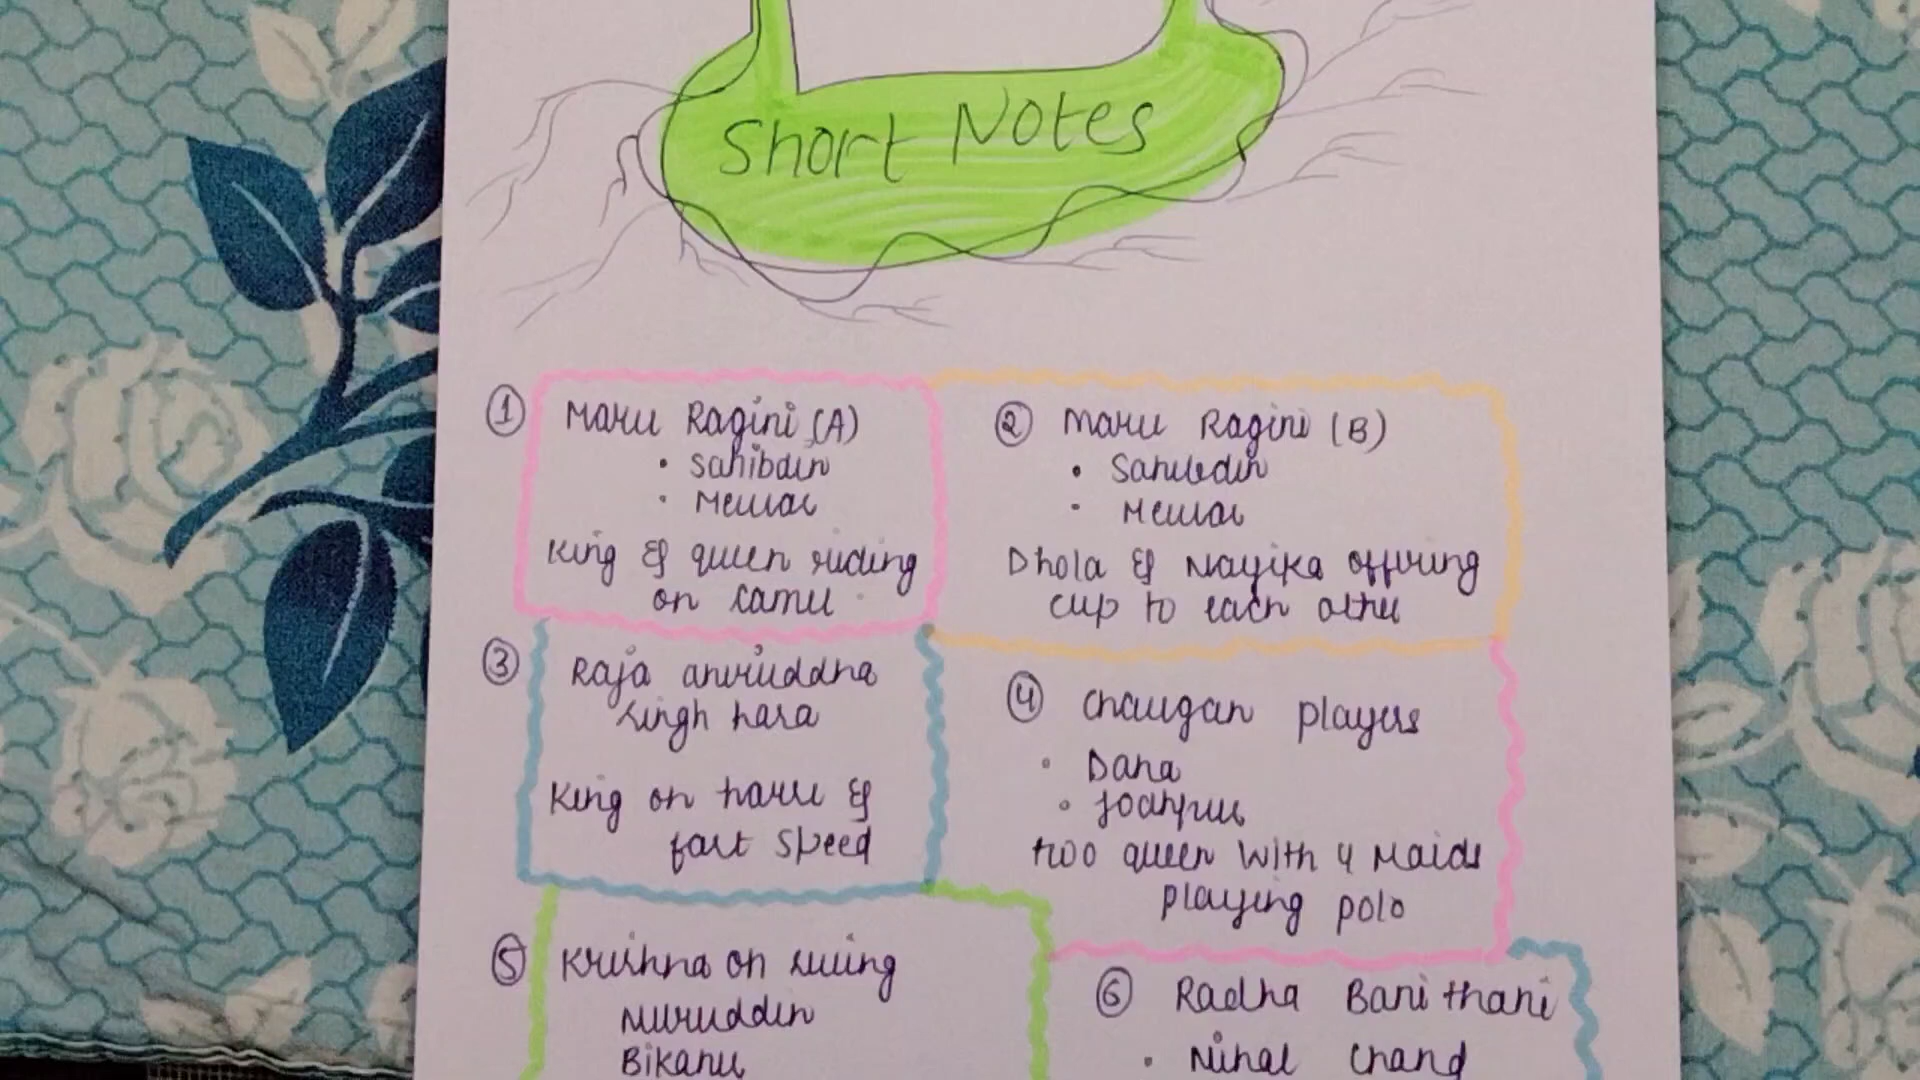 Short Notes
① Maru Ragini (A)
• Sahibdin
• Mewar
King & queen riding
on camel
② Maru Ragini (B)
• Sahibdin
• Mewar
Dhola & Nayika offering
cup to each other
③ Raja aniruddha
singh hara
King on horse &
fast speed
④ Chaugan players
• Dana
• Jodhpur
two queen with 4 Maids
playing polo
⑤ Krishna on swing
Nuruddin
Bikaner
⑥ Radha Bani thani
• Nihal Chand